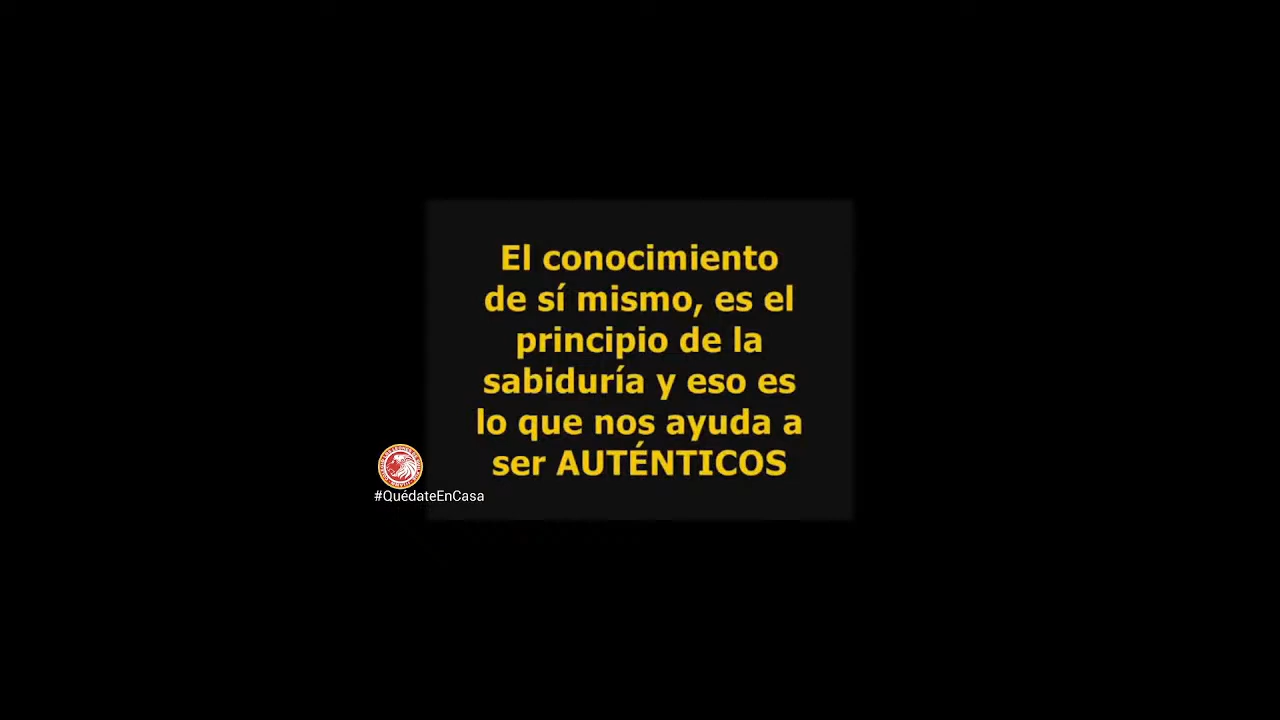 El conocimiento
de sí mismo, es el
principio de la
sabiduría y eso es
lo que nos ayuda a
ser AUTÉNTICOS
#QuédateEnCasa